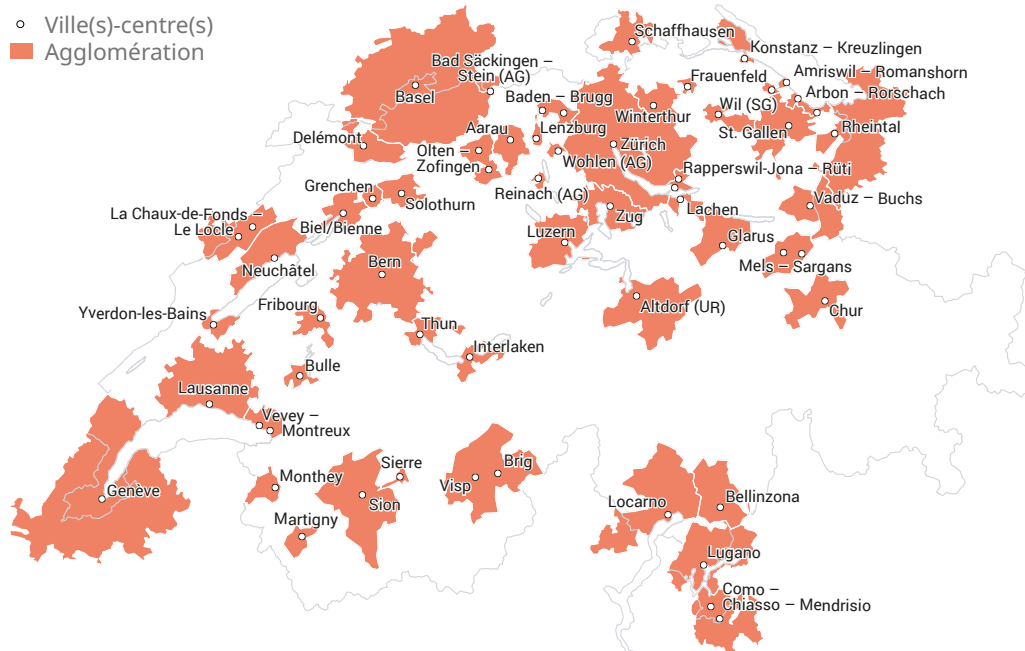 Ville(s)-centre(s)
Agglomération
Schaffhausen
Konstanz – Kreuzlingen
Bad Säckingen –
Stein (AG)
Frauenfeld
Amriswil – Romanshorn
Basel
Baden – Brugg
Wil (SG)
Arbon – Rorschach
Winterthur
Delémont
Aarau
Lenzburg
St. Gallen
Rheintal
Olten –
Zofingen
Zürich
Wohlen (AG)
Rapperswil-Jona – Rüti
Grenchen
Reinach (AG)
Solothurn
Vaduz – Buchs
La Chaux-de-Fonds –
Le Locle
Biel/Bienne
Zug
Lachen
Luzern
Glarus
Neuchâtel
Bern
Mels – Sargans
Yverdon-les-Bains
Fribourg
Altdorf (UR)
Chur
Thun
Interlaken
Bulle
Lausanne
Vevey –
Montreux
Monthey
Sierre
Brig
Visp
Genève
Sion
Locarno
Bellinzona
Martigny
Lugano
Como –
Chiasso – Mendrisio